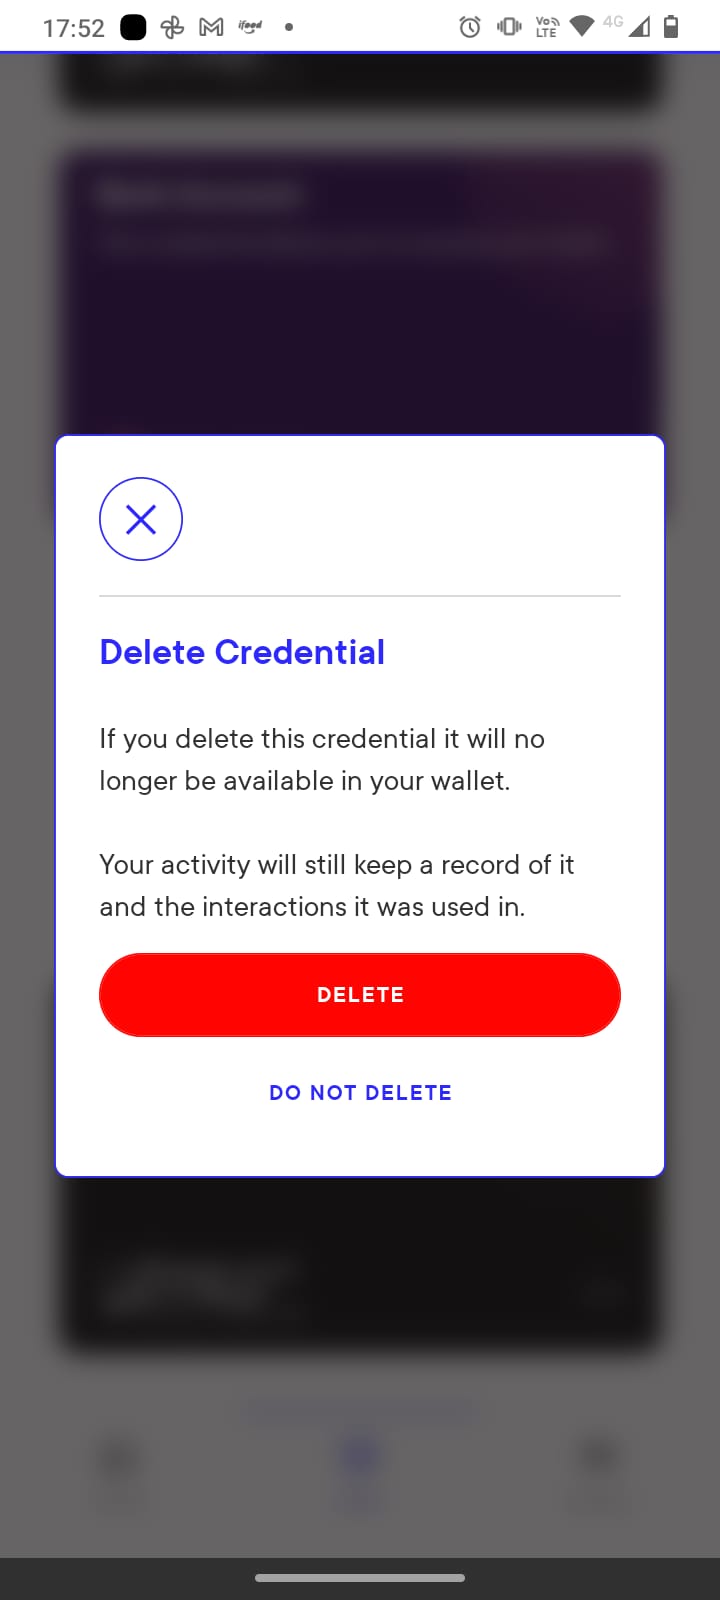 17:52 ifood Vo LTE 4G
Delete Credential
If you delete this credential it will no
longer be available in your wallet.
Your activity will still keep a record of it
and the interactions it was used in.
DELETE
DO NOT DELETE